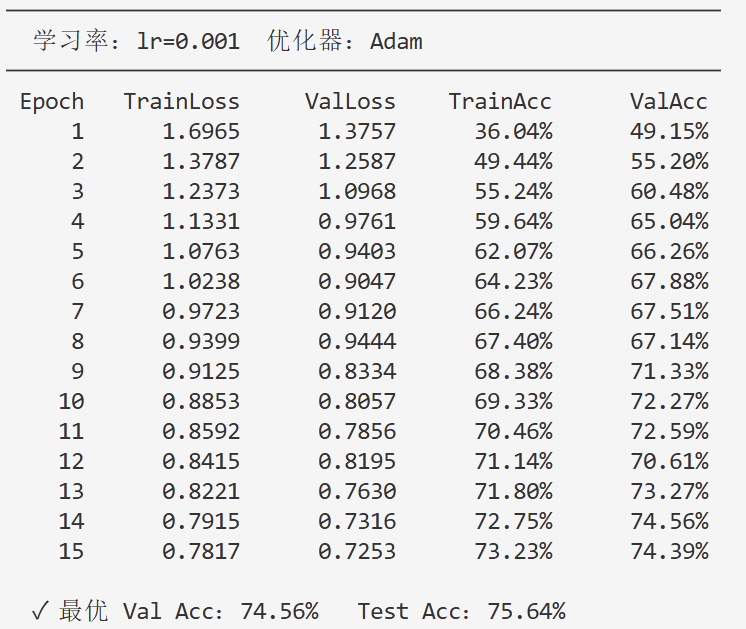 学习率：lr=0.001 优化器：Adam
Epoch TrainLoss ValLoss TrainAcc ValAcc
1 1.6965 1.3757 36.04% 49.15%
2 1.3787 1.2587 49.44% 55.20%
3 1.2373 1.0968 55.24% 60.48%
4 1.1331 0.9761 59.64% 65.04%
5 1.0763 0.9403 62.07% 66.26%
6 1.0238 0.9047 64.23% 67.88%
7 0.9723 0.9120 66.24% 67.51%
8 0.9399 0.9444 67.40% 67.14%
9 0.9125 0.8334 68.38% 71.33%
10 0.8853 0.8057 69.33% 72.27%
11 0.8592 0.7856 70.46% 72.59%
12 0.8415 0.8195 71.14% 70.61%
13 0.8221 0.7630 71.80% 73.27%
14 0.7915 0.7316 72.75% 74.56%
15 0.7817 0.7253 73.23% 74.39%
✓ 最优 Val Acc：74.56% Test Acc：75.64%